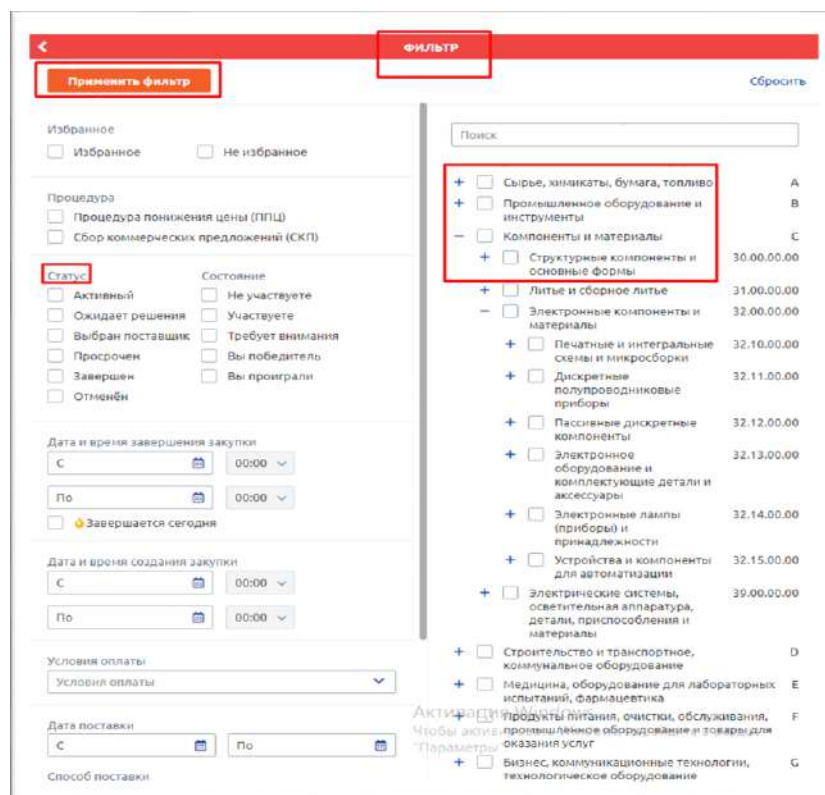 ФИЛЬТР
Применить фильтр
Сбросить
Избранное
Избранное Не избранное
Процедура
Процедура понижения цены (ППЦ)
Сбор коммерческих предложений (СКП)
Статус Состояние
Активный Не участвуете
Ожидает решения Участвуете
Выбран поставщик Требует внимания
Просрочен Вы победитель
Завершен Вы проиграли
Отменён
Дата и время завершения закупки
С 00:00
По 00:00
Завершается сегодня
Дата и время создания закупки
С 00:00
По 00:00
Условия оплаты
Условия оплаты
Дата поставки
С По
Способ поставки
Поиск
+ Сырье, химикаты, бумага, топливо A
+ Промышленное оборудование и B
инструменты
− Компоненты и материалы C
+ Структурные компоненты и 30.00.00.00
основные формы
+ Литье и сборное литье 31.00.00.00
− Электронные компоненты и 32.00.00.00
материалы
+ Печатные и интегральные 32.10.00.00
схемы и микросборки
+ Дискретные 32.11.00.00
полупроводниковые
приборы
+ Пассивные дискретные 32.12.00.00
компоненты
+ Электронное 32.13.00.00
оборудование и
комплектующие детали и
аксессуары
+ Электронные лампы 32.14.00.00
(приборы) и
принадлежности
+ Устройства и компоненты 32.15.00.00
для автоматизации
+ Электрические системы, 39.00.00.00
осветительная аппаратура,
детали, приспособления и
материалы
+ Строительство и транспортное, D
коммунальное оборудование
+ Медицина, оборудование для лабораторных E
испытаний, фармацевтика
+ Продукты питания, очистки, обслуживания, F
промышленное оборудование и товары для
оказания услуг
+ Бизнес, коммуникационные технологии, G
технологическое оборудование
Активация Windows
Чтобы актив
"Параметры"